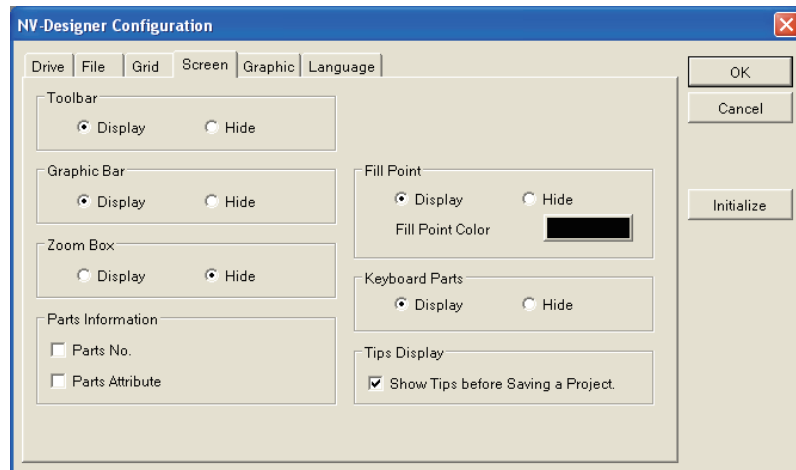 NV-Designer Configuration
Drive File Grid Screen Graphic Language
OK
Cancel
Initialize
Toolbar
Display Hide
Graphic Bar
Display Hide
Zoom Box
Display Hide
Parts Information
Parts No.
Parts Attribute
Fill Point
Display Hide
Fill Point Color
Keyboard Parts
Display Hide
Tips Display
Show Tips before Saving a Project.